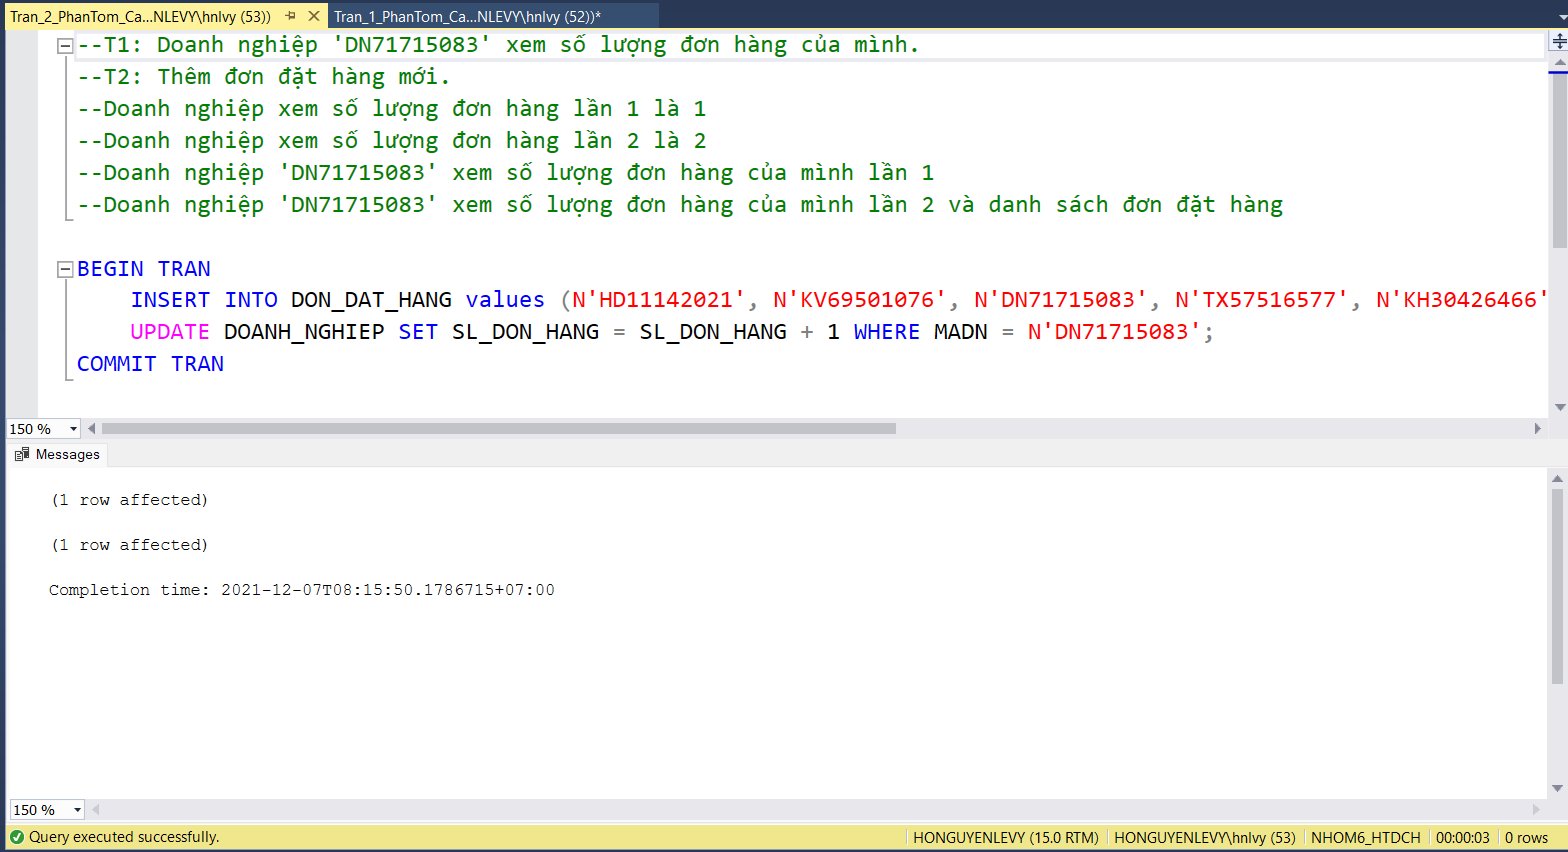 Tran_2_PhanTom_Ca...NLEVY\hnlvy (53)) Tran_1_PhanTom_Ca...NLEVY\hnlvy (52))*
--T1: Doanh nghiệp 'DN71715083' xem số lượng đơn hàng của mình.
--T2: Thêm đơn đặt hàng mới.
--Doanh nghiệp xem số lượng đơn hàng lần 1 là 1
--Doanh nghiệp xem số lượng đơn hàng lần 2 là 2
--Doanh nghiệp 'DN71715083' xem số lượng đơn hàng của mình lần 1
--Doanh nghiệp 'DN71715083' xem số lượng đơn hàng của mình lần 2 và danh sách đơn đặt hàng
BEGIN TRAN
INSERT INTO DON_DAT_HANG values (N'HD11142021', N'KV69501076', N'DN71715083', N'TX57516577', N'KH30426466'
UPDATE DOANH_NGHIEP SET SL_DON_HANG = SL_DON_HANG + 1 WHERE MADN = N'DN71715083';
COMMIT TRAN
150 %
Messages
(1 row affected)
(1 row affected)
Completion time: 2021-12-07T08:15:50.1786715+07:00
150 %
Query executed successfully. HONGUYENLEVY (15.0 RTM) HONGUYENLEVY\hnlvy (53) NHOM6_HTDCH 00:00:03 0 rows